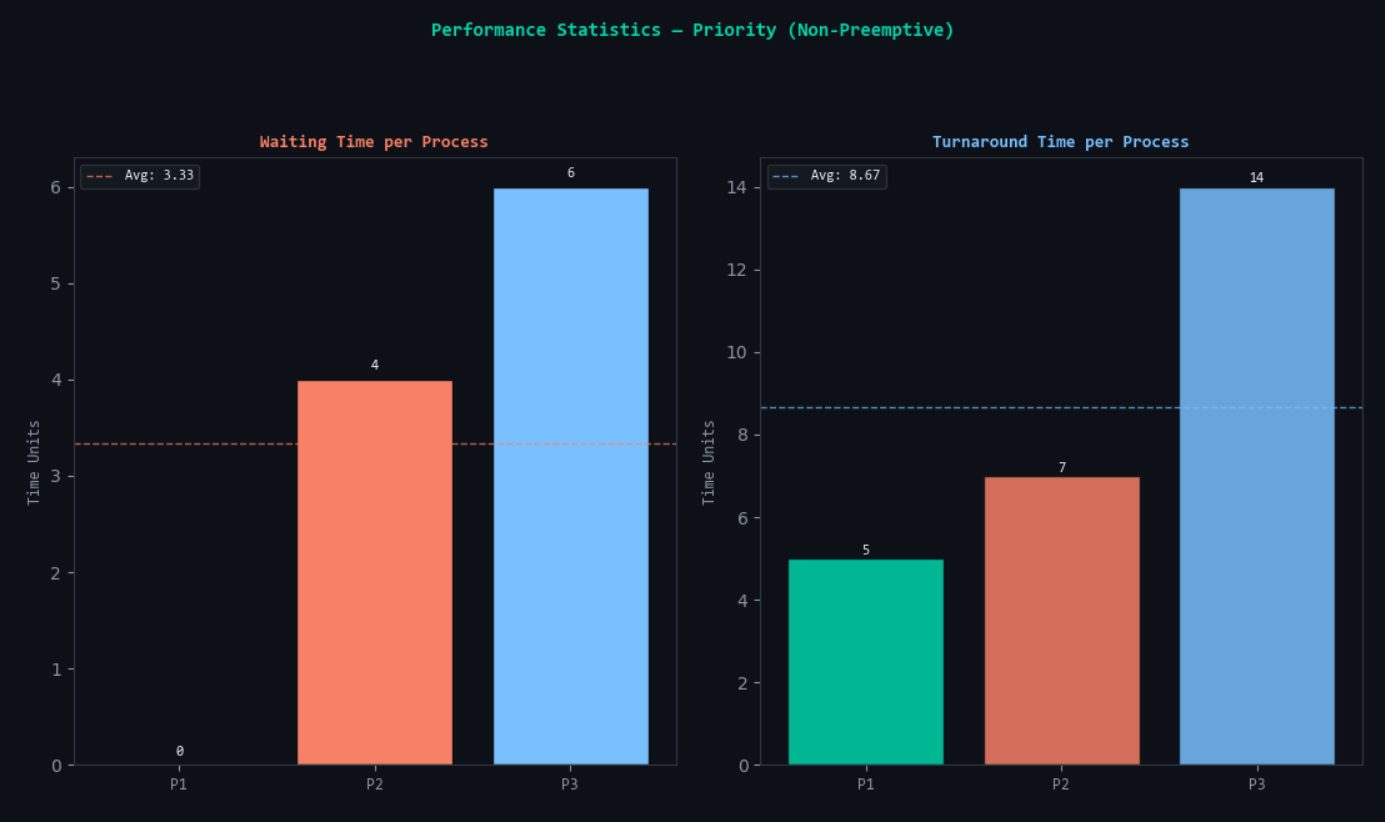 Performance Statistics — Priority (Non-Preemptive)
Waiting Time per Process
Avg: 3.33
6
5
4
3
2
1
0
Time Units
0
4
6
P1
P2
P3
Turnaround Time per Process
Avg: 8.67
14
12
10
8
6
4
2
0
Time Units
5
7
14
P1
P2
P3